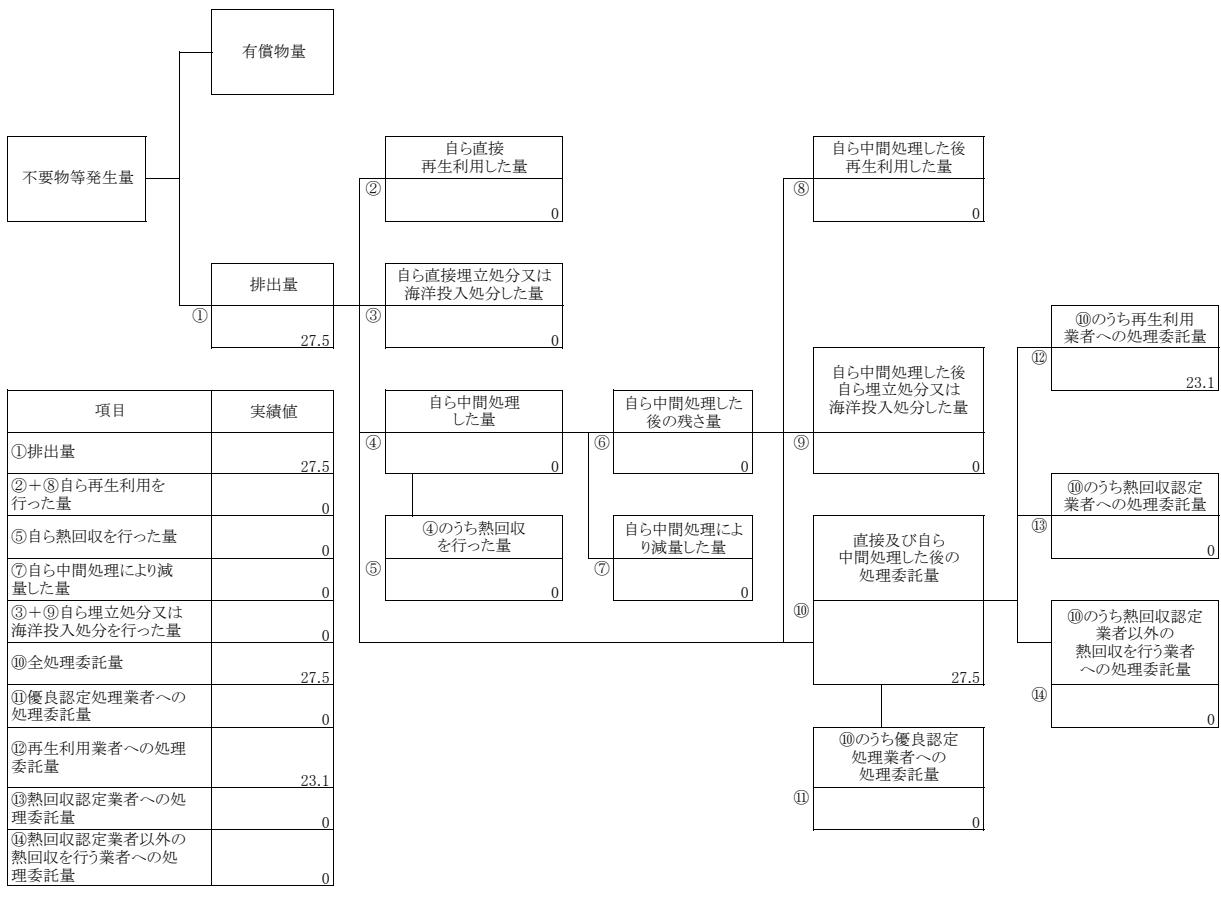 有償物量
不要物等発生量
排出量
①
27.5
自ら直接
再生利用した量
②
0
自ら直接埋立処分又は
海洋投入処分した量
③
0
自ら中間処理
した量
④
0
④のうち熱回収
を行った量
⑤
0
自ら中間処理した
後の残さ量
⑥
0
自ら中間処理によ
り減量した量
⑦
0
自ら中間処理した後
再生利用した量
⑧
0
自ら中間処理した後
自ら埋立処分又は
海洋投入処分した量
⑨
0
直接及び自ら
中間処理した後の
処理委託量
⑩
27.5
⑩のうち優良認定
処理業者への
処理委託量
⑪
0
⑩のうち再生利用
業者への処理委託量
⑫
23.1
⑩のうち熱回収認定
業者への処理委託量
⑬
0
⑩のうち熱回収認定
業者以外の
熱回収を行う業者
への処理委託量
⑭
0
項目 実績値
①排出量
27.5
②＋⑧自ら再生利用を
行った量
0
⑤自ら熱回収を行った量
0
⑦自ら中間処理により減
量した量
0
③＋⑨自ら埋立処分又は
海洋投入処分を行った量
0
⑩全処理委託量
27.5
⑪優良認定処理業者への
処理委託量
0
⑫再生利用業者への処理
委託量
23.1
⑬熱回収認定業者への処
理委託量
0
⑭熱回収認定業者以外の
熱回収を行う業者への処
理委託量
0